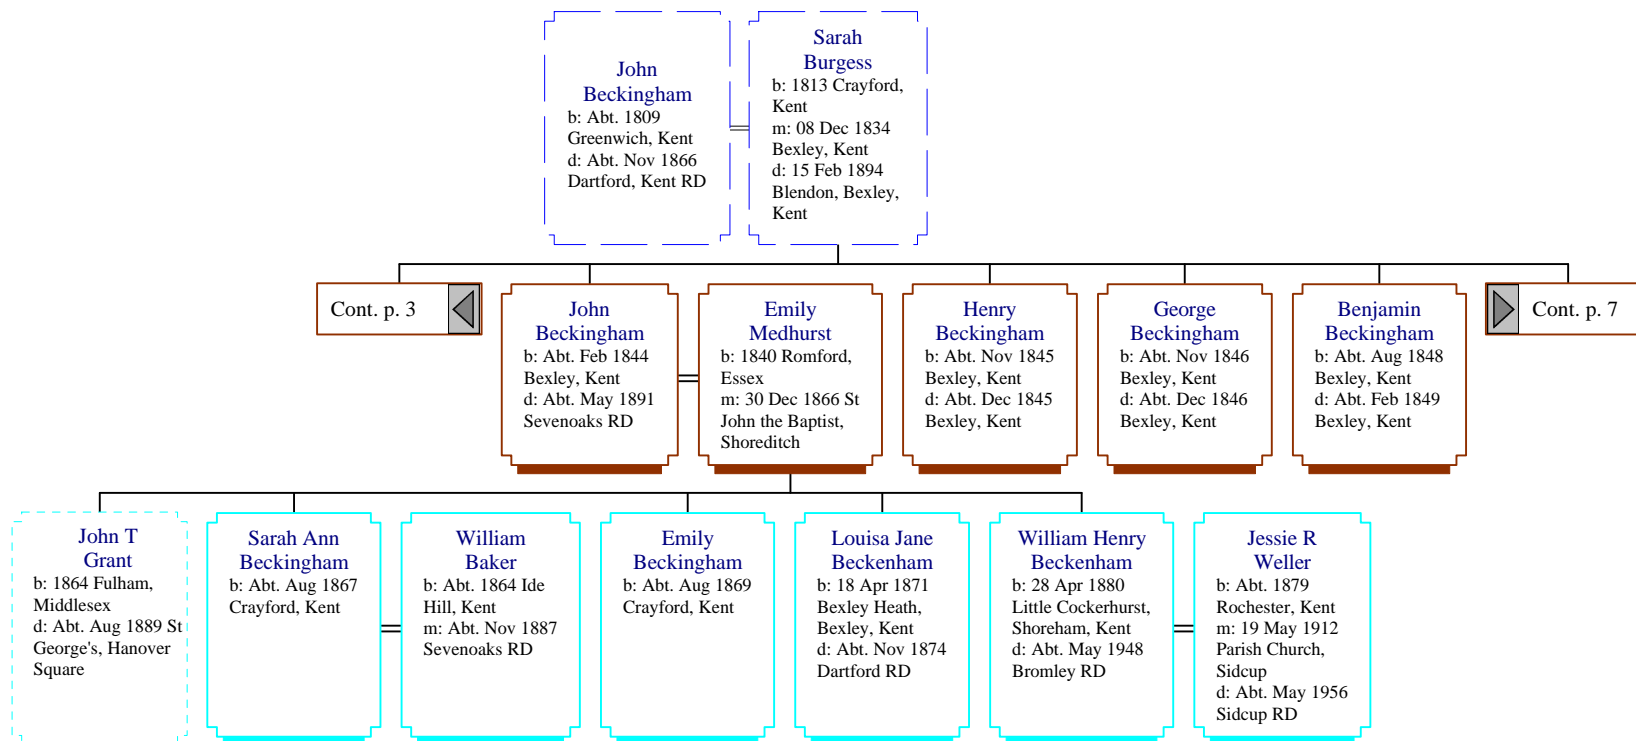 John
Beckingham
b: Abt. 1809
Greenwich, Kent
d: Abt. Nov 1866
Dartford, Kent RD
Sarah
Burgess
b: 1813 Crayford,
Kent
m: 08 Dec 1834
Bexley, Kent
d: 15 Feb 1894
Blendon, Bexley,
Kent
Cont. p. 3
John
Beckingham
b: Abt. Feb 1844
Bexley, Kent
d: Abt. May 1891
Sevenoaks RD
Emily
Medhurst
b: 1840 Romford,
Essex
m: 30 Dec 1866 St
John the Baptist,
Shoreditch
Henry
Beckingham
b: Abt. Nov 1845
Bexley, Kent
d: Abt. Dec 1845
Bexley, Kent
George
Beckingham
b: Abt. Nov 1846
Bexley, Kent
d: Abt. Dec 1846
Bexley, Kent
Benjamin
Beckingham
b: Abt. Aug 1848
Bexley, Kent
d: Abt. Feb 1849
Bexley, Kent
Cont. p. 7
John T
Grant
b: 1864 Fulham,
Middlesex
d: Abt. Aug 1889 St
George's, Hanover
Square
Sarah Ann
Beckingham
b: Abt. Aug 1867
Crayford, Kent
William
Baker
b: Abt. 1864 Ide
Hill, Kent
m: Abt. Nov 1887
Sevenoaks RD
Emily
Beckingham
b: Abt. Aug 1869
Crayford, Kent
Louisa Jane
Beckenham
b: 18 Apr 1871
Bexley Heath,
Bexley, Kent
d: Abt. Nov 1874
Dartford RD
William Henry
Beckenham
b: 28 Apr 1880
Little Cockerhurst,
Shoreham, Kent
d: Abt. May 1948
Bromley RD
Jessie R
Weller
b: Abt. 1879
Rochester, Kent
m: 19 May 1912
Parish Church,
Sidcup
d: Abt. May 1956
Sidcup RD